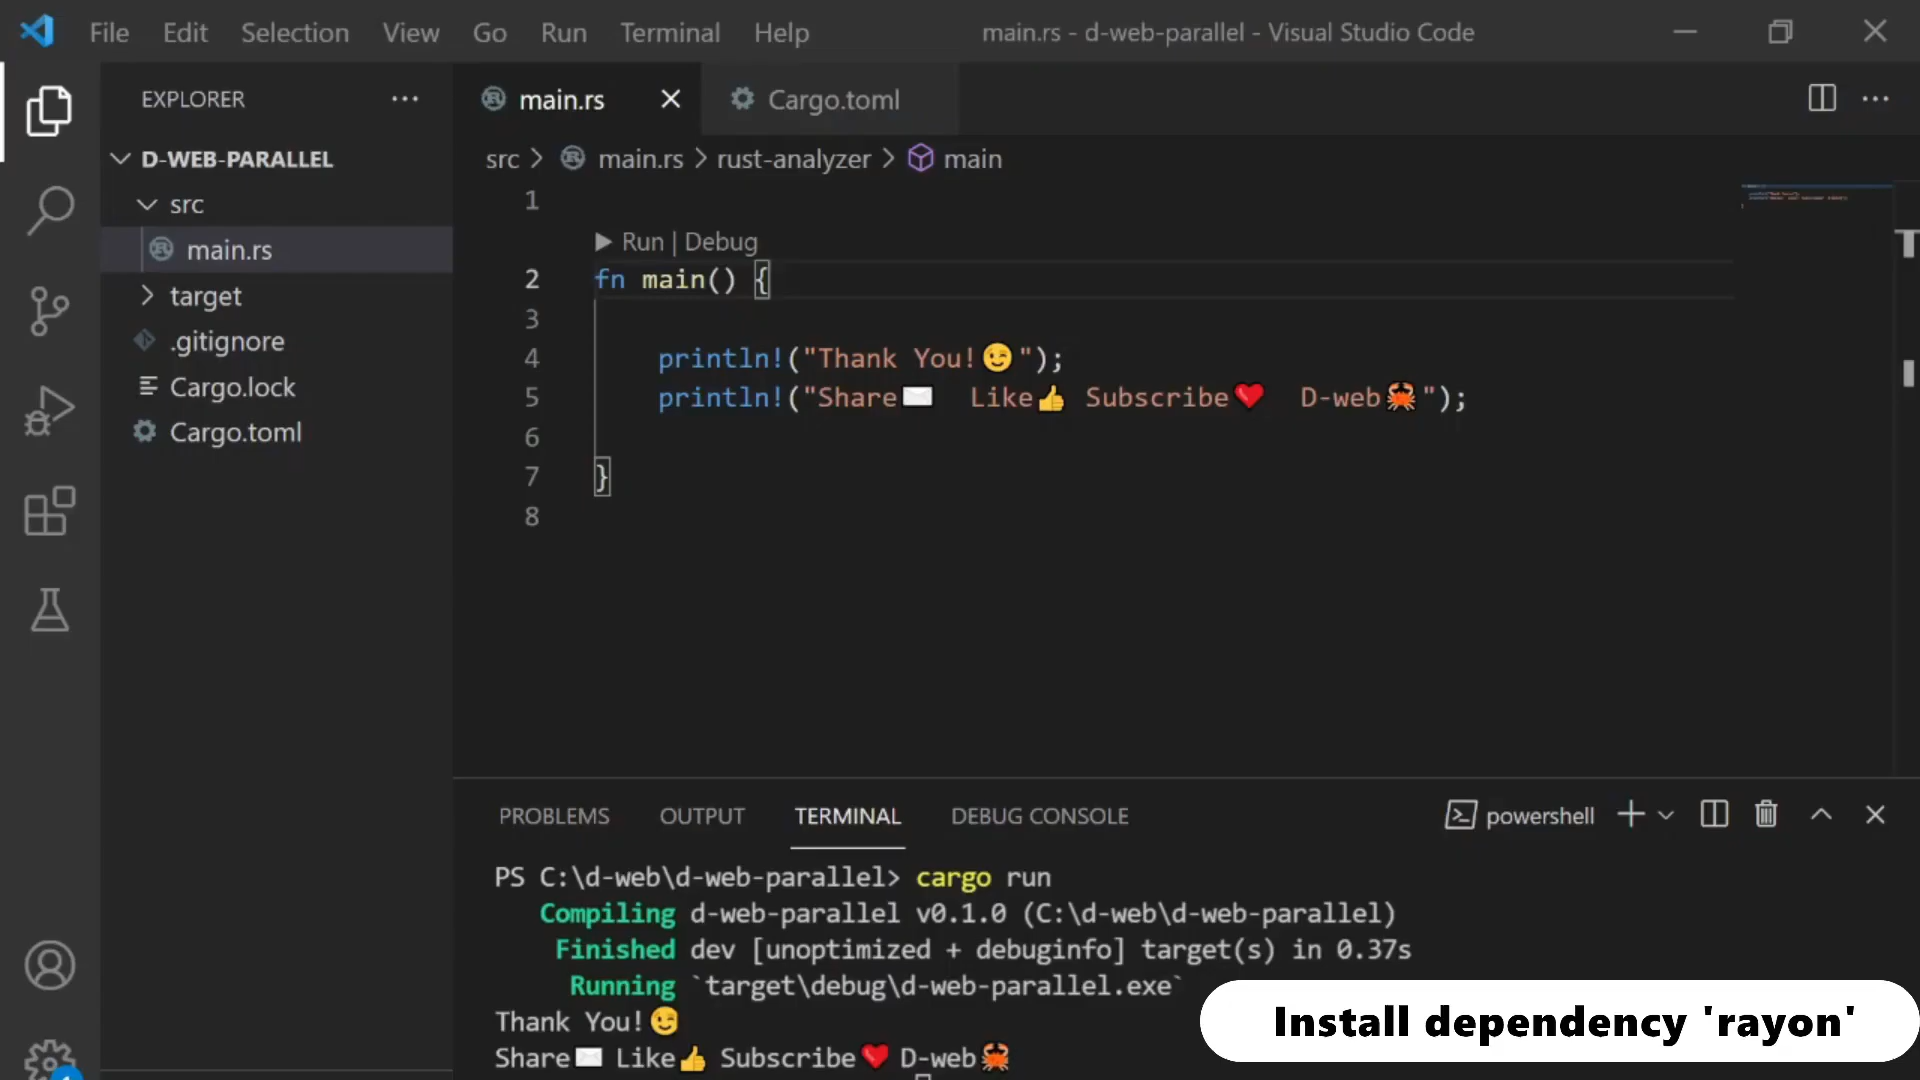 File Edit Selection View Go Run Terminal Help main.rs - d-web-parallel - Visual Studio Code
EXPLORER
main.rs Cargo.toml
D-WEB-PARALLEL
src
main.rs
target
.gitignore
Cargo.lock
Cargo.toml
src > main.rs > rust-analyzer > main
1
▶ Run | Debug
2 fn main() {
3
4 println!("Thank You!😉");
5 println!("Share✉️ Like👍 Subscribe❤️ D-web🦀");
6
7 }
8
PROBLEMS OUTPUT TERMINAL DEBUG CONSOLE powershell
PS C:\d-web\d-web-parallel> cargo run
Compiling d-web-parallel v0.1.0 (C:\d-web\d-web-parallel)
Finished dev [unoptimized + debuginfo] target(s) in 0.37s
Running `target\debug\d-web-parallel.exe`
Thank You!😉
Share✉️ Like👍 Subscribe❤️ D-web🦀
Install dependency 'rayon'